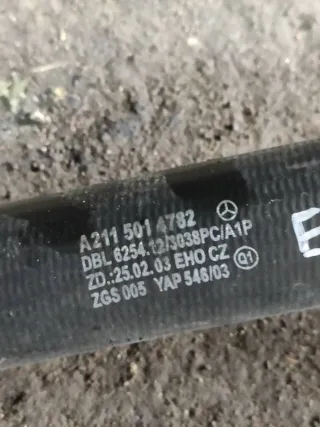 A211 501 4782
DBL 6254.12/3038PC/A1P
ZD.:25.02.03 EHO CZ Q1
ZGS 005 YAP 546/03
E